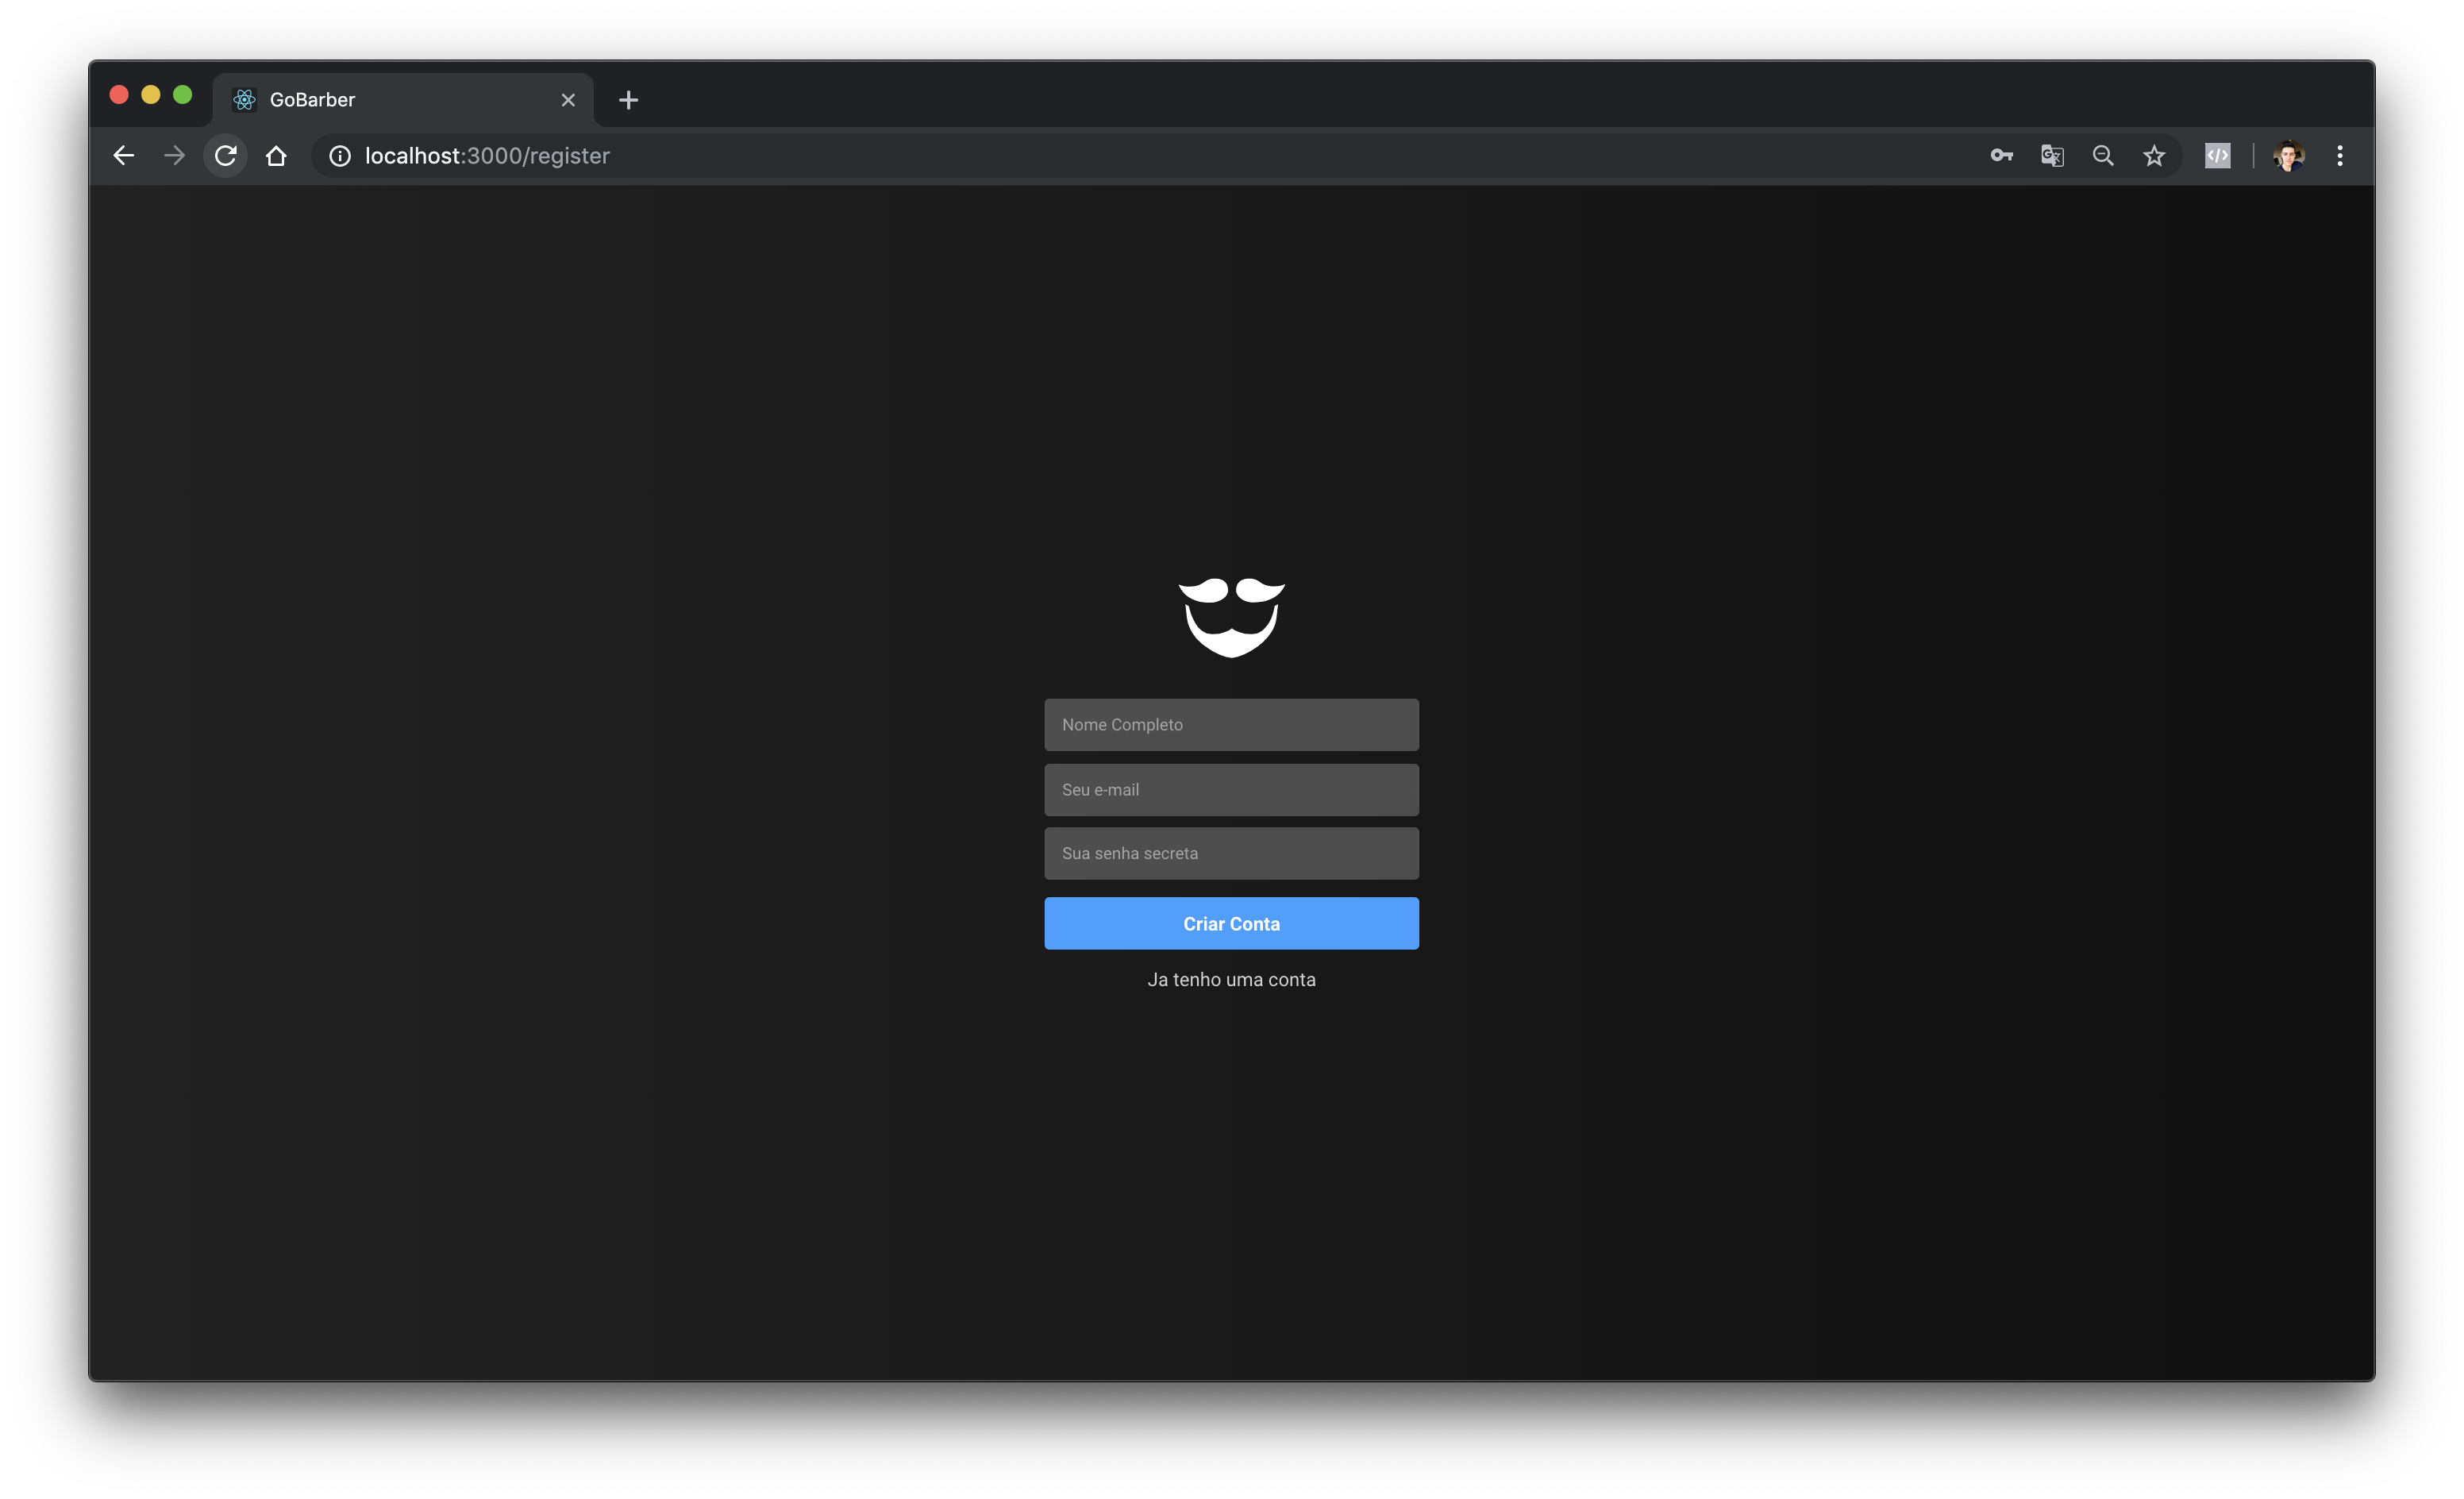 GoBarber
localhost:3000/register
Nome Completo
Seu e-mail
Sua senha secreta
Criar Conta
Ja tenho uma conta